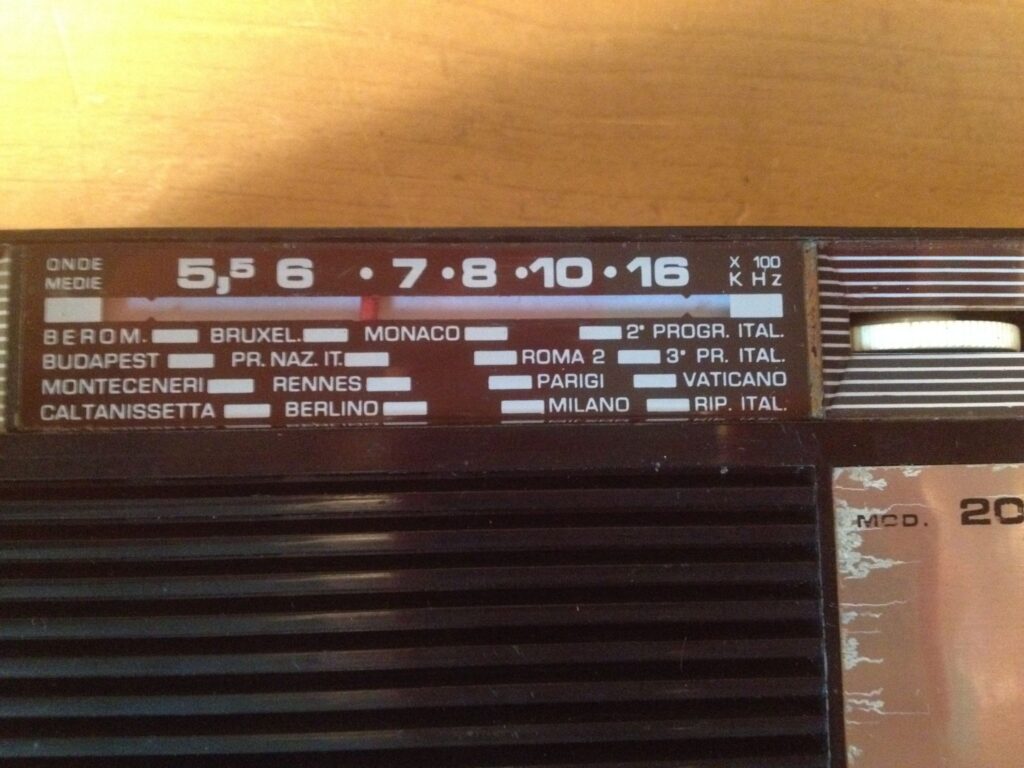 ONDE
MEDIE
5,5 6 • 7 • 8 • 10 • 16
X 100
KHz
BEROM. BRUXEL. MONACO 2° PROGR. ITAL.
BUDAPEST PR. NAZ. IT. ROMA 2 3° PR. ITAL.
MONTECENERI RENNES PARIGI VATICANO
CALTANISSETTA BERLINO MILANO RIP. ITAL.
MOD. 20